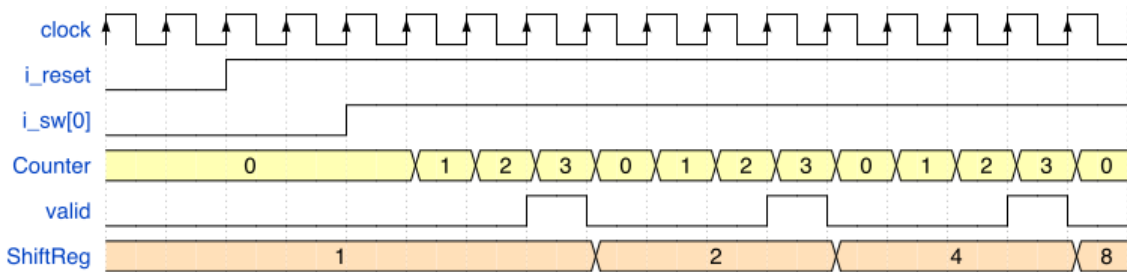 clock
i_reset
i_sw[0]
Counter 0 1 2 3 0 1 2 3 0 1 2 3 0
valid
ShiftReg 1 2 4 8